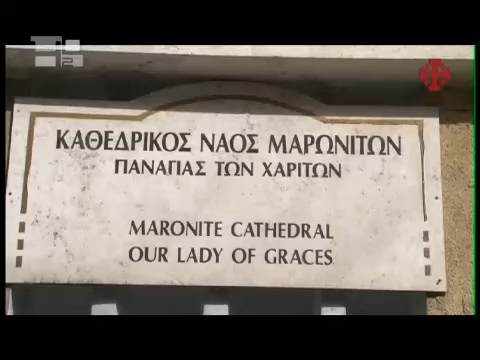 ΚΑΘΕΔΡΙΚΟΣ ΝΑΟΣ ΜΑΡΩΝΙΤΩΝ
ΠΑΝΑΓΙΑΣ ΤΩΝ ΧΑΡΙΤΩΝ
MARONITE CATHEDRAL
OUR LADY OF GRACES